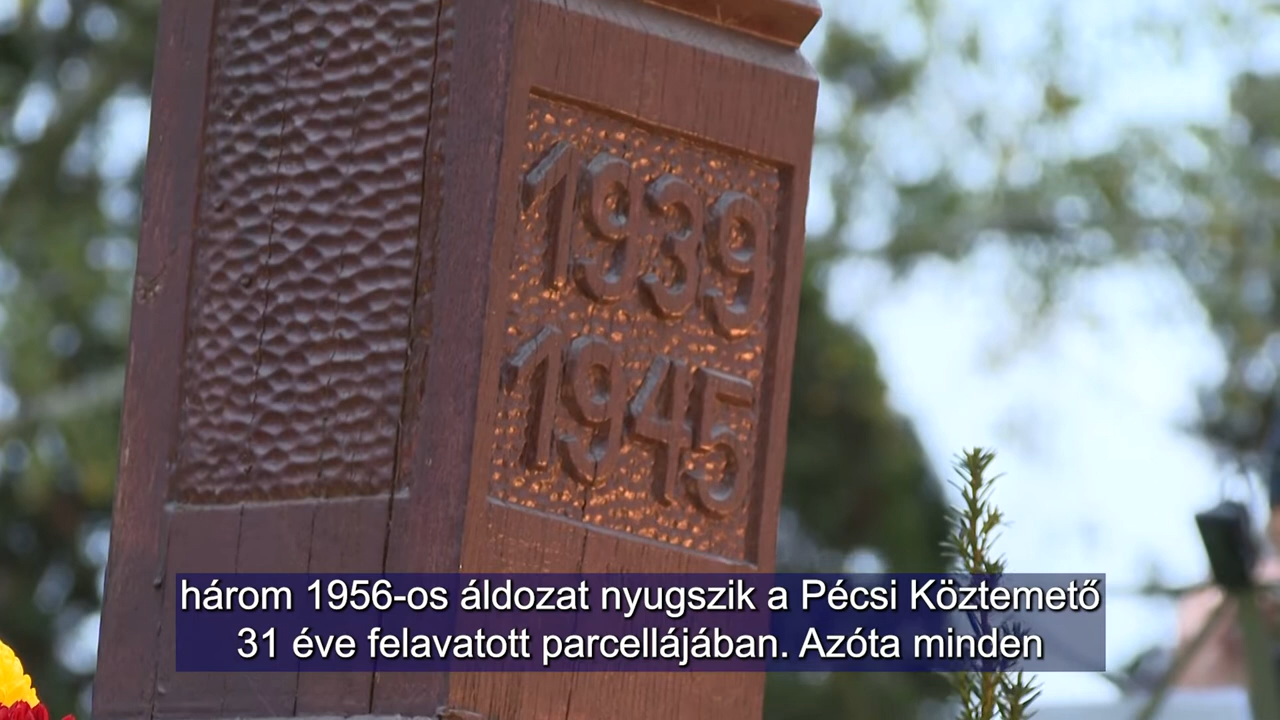 1939
1945
három 1956-os áldozat nyugszik a Pécsi Köztemető
31 éve felavatott parcellájában. Azóta minden